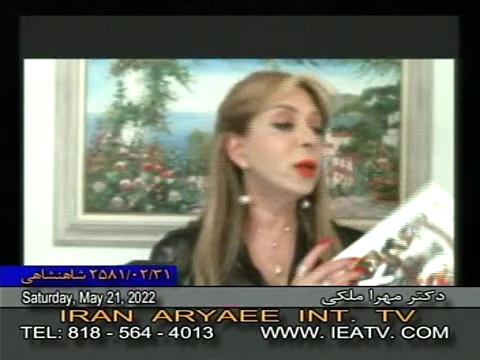 ۲۵۸۱/۰۲/۳۱ شاهنشاهی
Saturday, May 21, 2022
دکتر مهرا ملکی
IRAN ARYAEE INT. TV
TEL: 818 - 564 - 4013
WWW. IEATV. COM